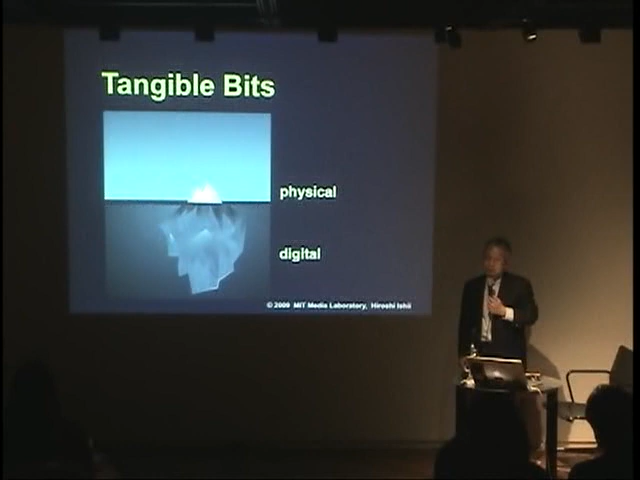 Tangible Bits
physical
digital
© 2009 MIT Media Laboratory, Hiroshi Ishii